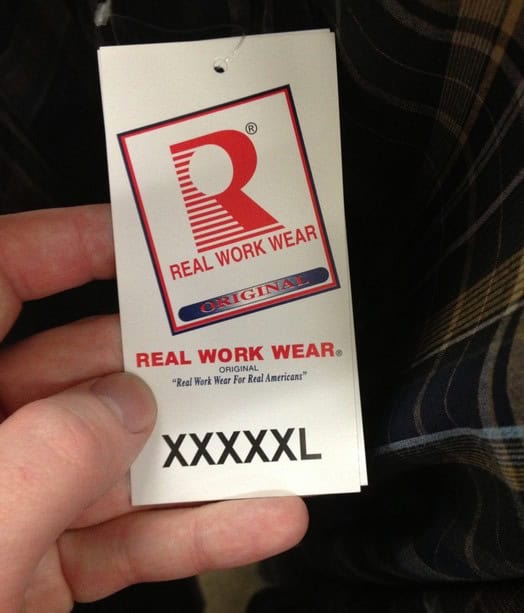 R®
REAL WORK WEAR
ORIGINAL
REAL WORK WEAR®
ORIGINAL
“Real Work Wear For Real Americans”
XXXXXL